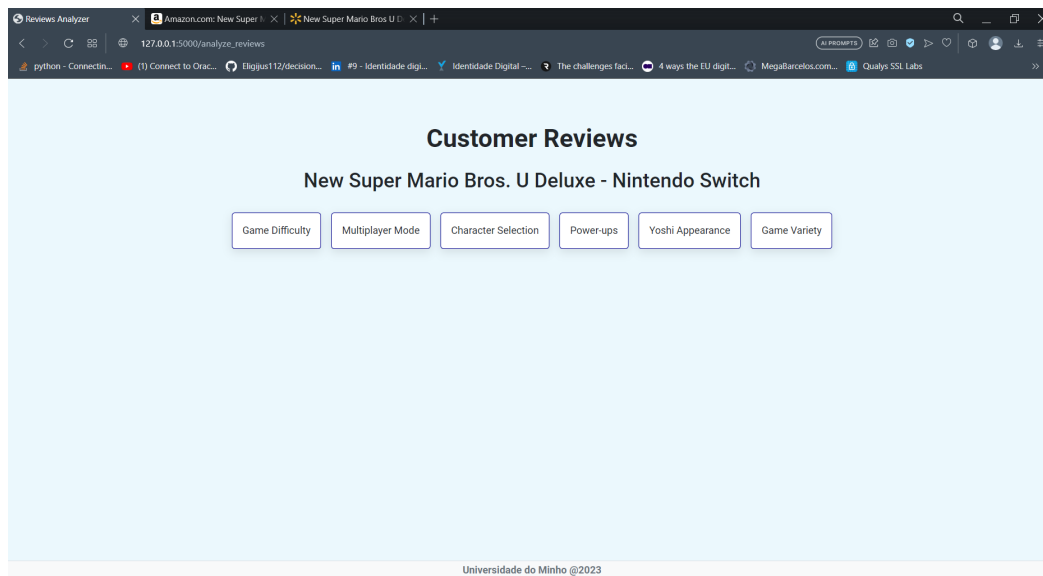 Reviews Analyzer
Amazon.com: New Super M
New Super Mario Bros U D
127.0.0.1:5000/analyze_reviews
AI PROMPTS
python - Connectin...
(1) Connect to Orac...
Eligijus112/decision...
#9 - Identidade digi...
Identidade Digital –...
The challenges faci...
4 ways the EU digit...
MegaBarcelos.com...
Qualys SSL Labs
Customer Reviews
New Super Mario Bros. U Deluxe - Nintendo Switch
Game Difficulty
Multiplayer Mode
Character Selection
Power-ups
Yoshi Appearance
Game Variety
Universidade do Minho @2023